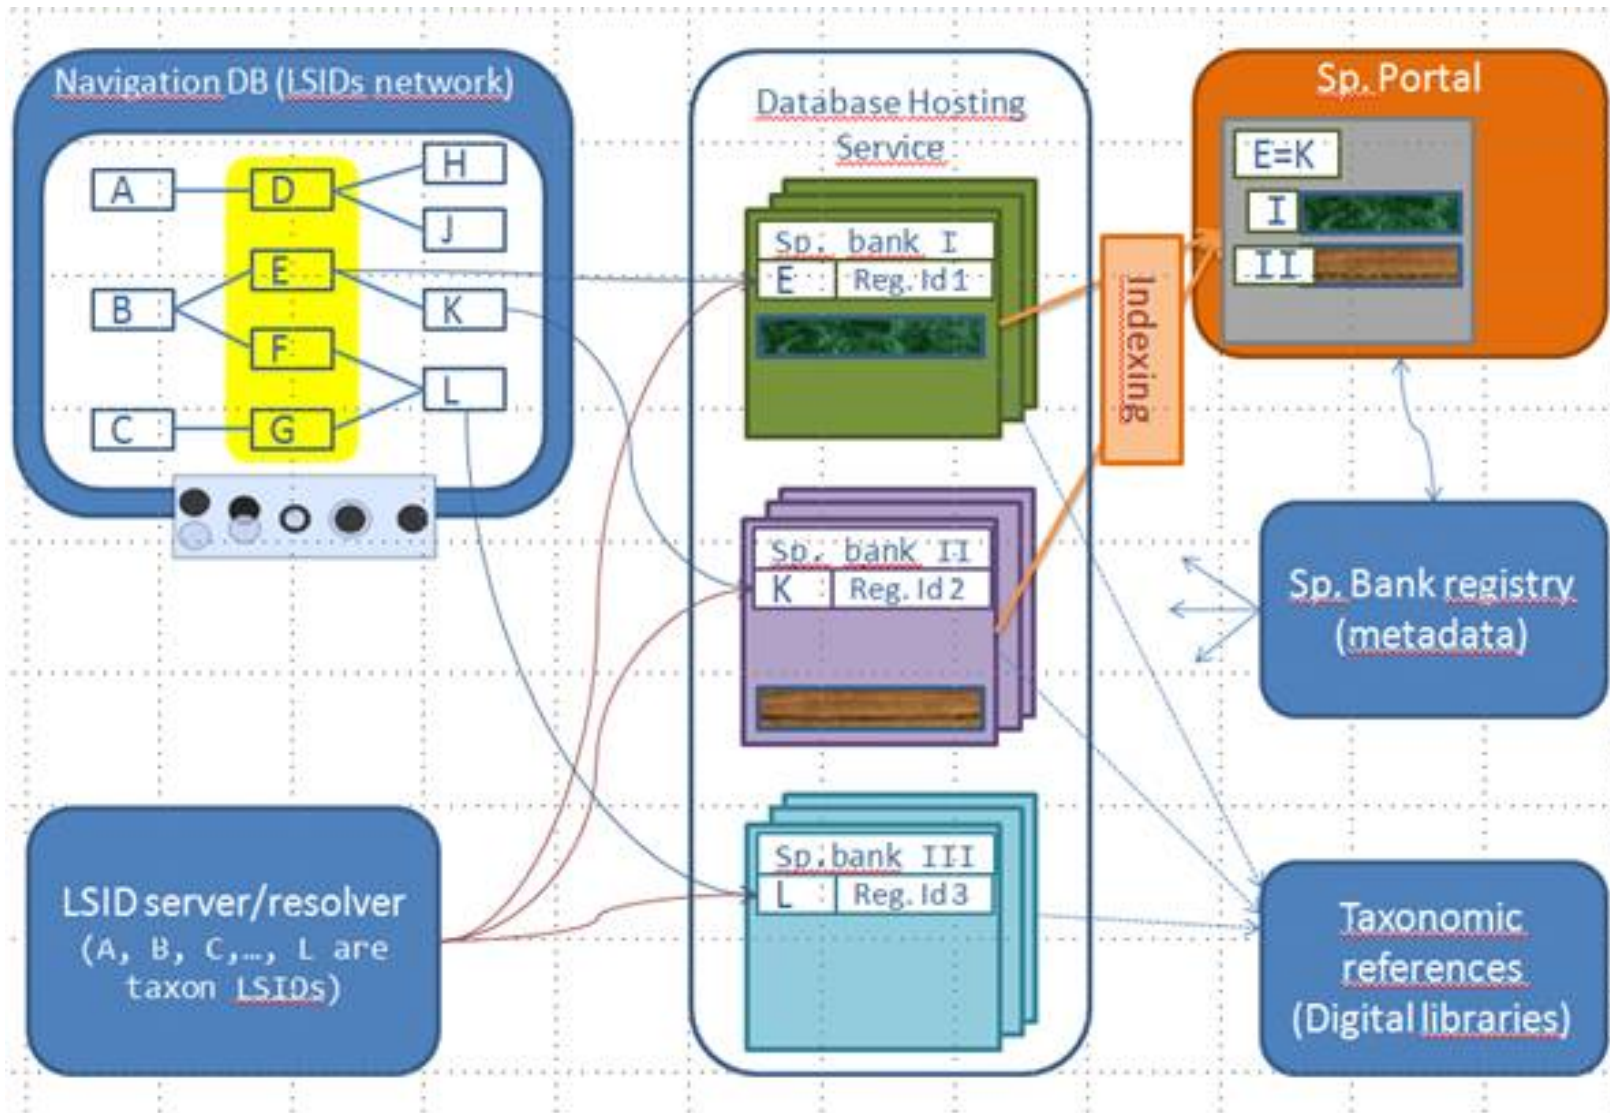 Navigation DB (LSIDs network)
A
D
H
J
B
E
K
F
L
C
G
Database Hosting
Service
Sp. bank I
E
Reg. Id 1
Sp. bank II
K
Reg. Id 2
Sp.bank III
L
Reg. Id 3
Indexing
Sp. Portal
E=K
I
II
Sp. Bank registry
(metadata)
LSID server/resolver
(A, B, C,…, L are
taxon LSIDs)
Taxonomic
references
(Digital libraries)